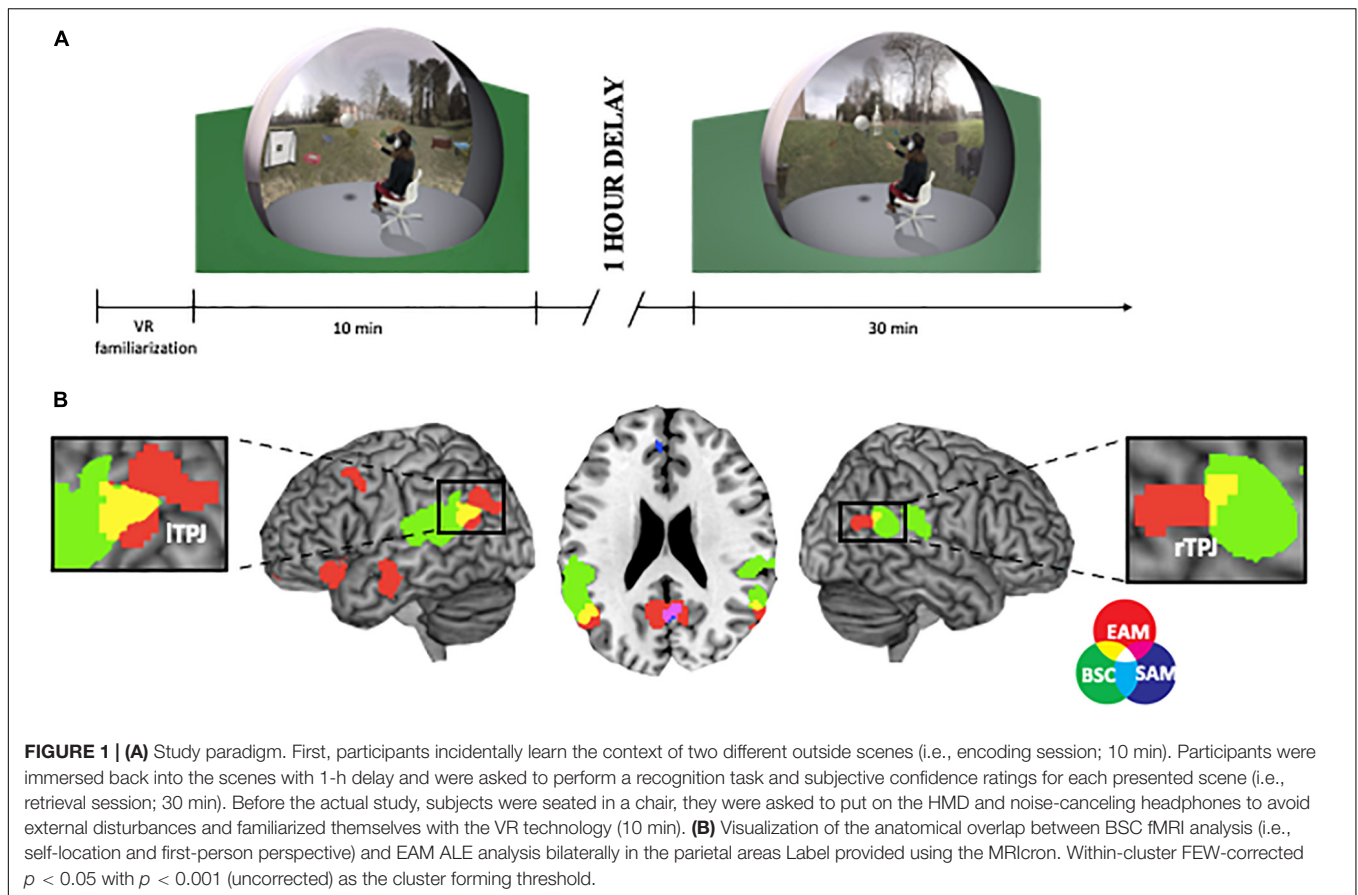 A
1 HOUR DELAY
VR
familiarization
10 min
30 min
B
lTPJ
rTPJ
EAM
BSC
SAM
FIGURE 1 | (A) Study paradigm. First, participants incidentally learn the context of two different outside scenes (i.e., encoding session; 10 min). Participants were
immersed back into the scenes with 1-h delay and were asked to perform a recognition task and subjective confidence ratings for each presented scene (i.e.,
retrieval session; 30 min). Before the actual study, subjects were seated in a chair, they were asked to put on the HMD and noise-canceling headphones to avoid
external disturbances and familiarized themselves with the VR technology (10 min). (B) Visualization of the anatomical overlap between BSC fMRI analysis (i.e.,
self-location and first-person perspective) and EAM ALE analysis bilaterally in the parietal areas Label provided using the MRIcron. Within-cluster FEW-corrected
p < 0.05 with p < 0.001 (uncorrected) as the cluster forming threshold.